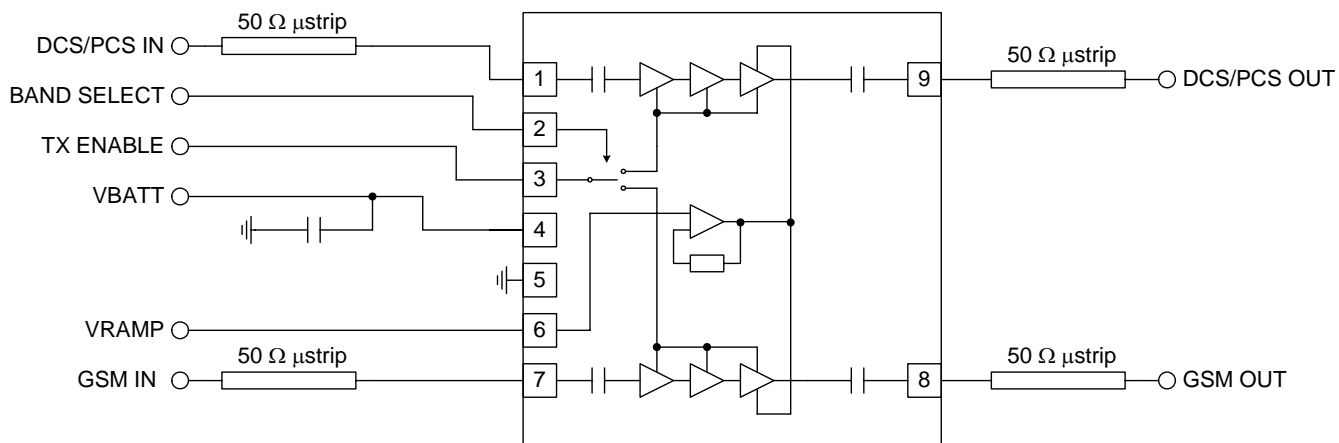 50 Ω μstrip
DCS/PCS IN
BAND SELECT
TX ENABLE
VBATT
VRAMP
50 Ω μstrip
GSM IN
1
2
3
4
5
6
7
9
8
50 Ω μstrip
DCS/PCS OUT
50 Ω μstrip
GSM OUT